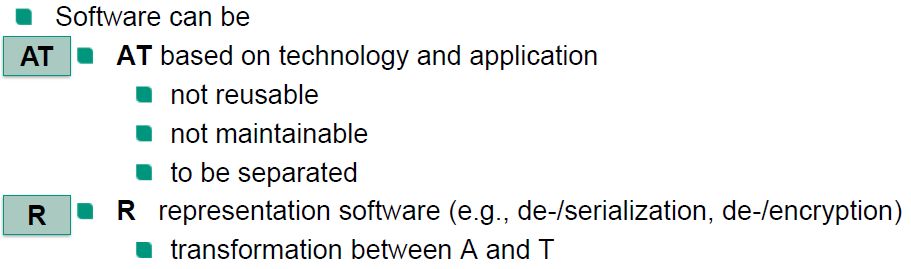 Software can be
AT AT based on technology and application
not reusable
not maintainable
to be separated
R R representation software (e.g., de-/serialization, de-/encryption)
transformation between A and T